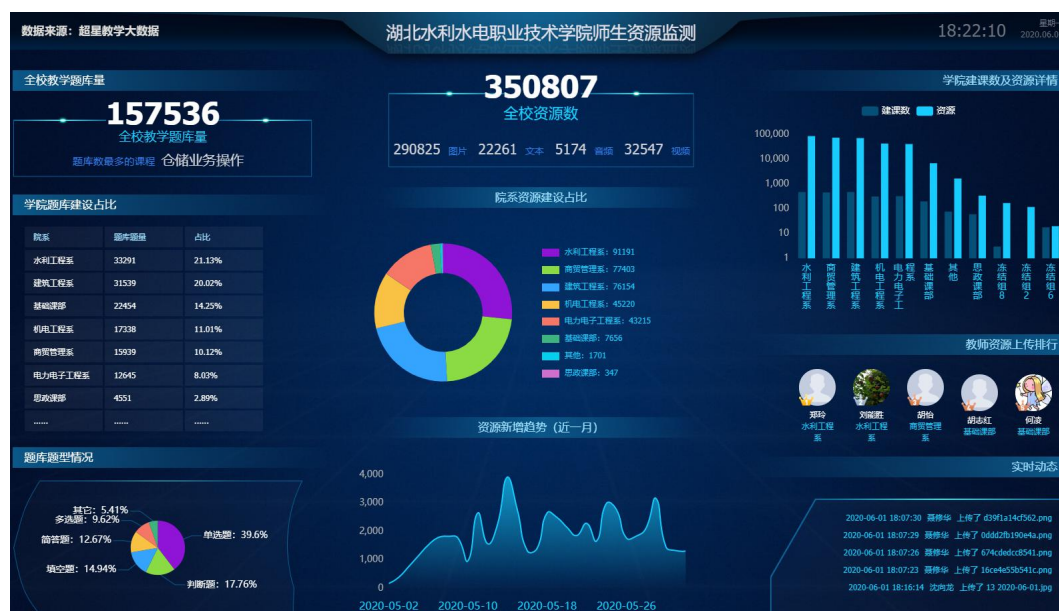 数据来源：超星教学大数据
湖北水利水电职业技术学院师生资源监测
18:22:10
星期一
2020.06.0
全校教学题库量
157536
全校教学题库量
题库数最多的课程 仓储业务操作
350807
全校资源数
290825 图片 22261 文本 5174 音频 32547 视频
学院建课数及资源详情
建课数 资源
100,000
10,000
1,000
100
10
1
水利工程系
商贸管理系
建筑工程系
机电工程系
电力电子工程系
基础课部
其他
思政课部
冻结组8
冻结组2
冻结组6
学院题库建设占比
院系 题库题量 占比
水利工程系 33291 21.13%
建筑工程系 31539 20.02%
基础课部 22454 14.25%
机电工程系 17338 11.01%
商贸管理系 15939 10.12%
电力电子工程系 12645 8.03%
思政课部 4551 2.89%
...... ...... ......
院系资源建设占比
水利工程系：91191
商贸管理系：77403
建筑工程系：76154
机电工程系：45220
电力电子工程系：43215
基础课部：7656
其他：1701
思政课部：347
教师资源上传排行
郑玲
水利工程系
刘能胜
水利工程系
胡怡
商贸管理系
胡志红
基础课部
何凌
基础课部
题库题型情况
其它：5.41%
多选题：9.62%
简答题：12.67%
填空题：14.94%
单选题：39.6%
判断题：17.76%
资源新增趋势（近一月）
4,000
3,000
2,000
1,000
0
2020-05-02 2020-05-10 2020-05-18 2020-05-26
实时动态
2020-06-01 18:07:30 聂修华 上传了 d39f1a14cf562.png
2020-06-01 18:07:29 聂修华 上传了 0ddd2fb190e4a.png
2020-06-01 18:07:26 聂修华 上传了 674cdedcc8541.png
2020-06-01 18:07:23 聂修华 上传了 16ce4e55b541c.png
2020-06-01 18:16:14 沈向龙 上传了 13 2020-06-01.jpg